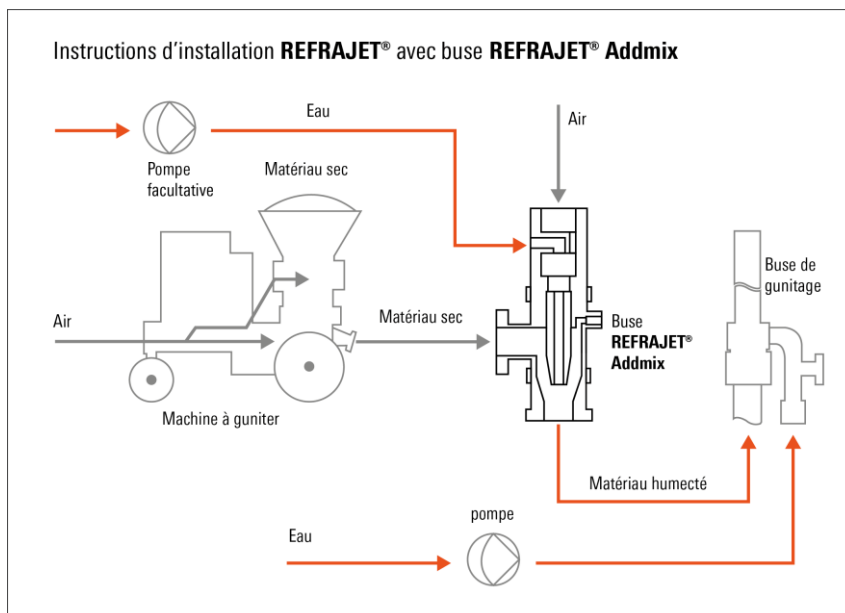 Instructions d’installation REFRAJET® avec buse REFRAJET® Addmix
Eau
Air
Pompe
facultative
Matériau sec
Buse de
gunitage
Air
Matériau sec
Buse
REFRAJET®
Addmix
Machine à guniter
Matériau humecté
pompe
Eau